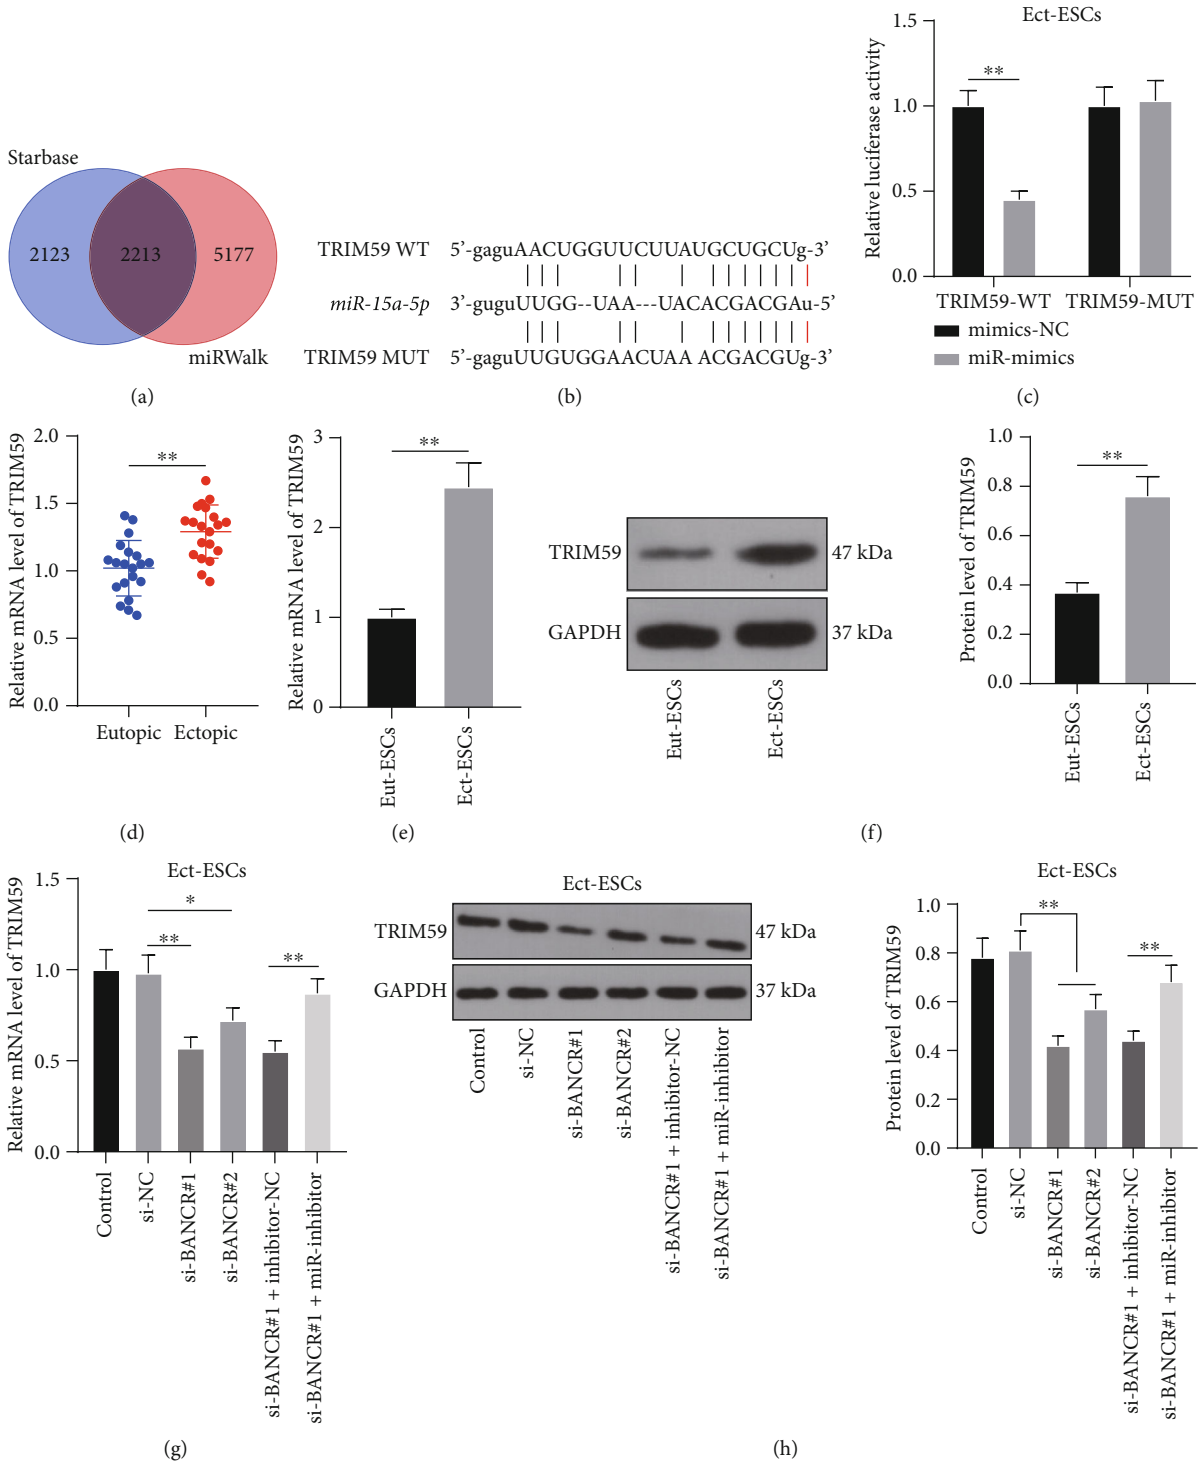 Starbase
2123
2213
5177
miRWalk
(a)
TRIM59 WT 5’-gaguAACUGGUUCUUAUGCUGCUg-3’
miR-15a-5p 3’-guguUUGG--UAA---UACACGACGAu-5’
TRIM59 MUT 5’-gaguUUGUGGAACUAA ACGACGUg-3’
(b)
Ect-ESCs
Relative luciferase activity
1.5
1.0
0.5
0.0
**
TRIM59-WT TRIM59-MUT
mimics-NC
miR-mimics
(c)
Relative mRNA level of TRIM59
2.0
1.5
1.0
0.5
0.0
**
Eutopic Ectopic
(d)
Relative mRNA level of TRIM59
3
2
1
0
**
Eut-ESCs
Ect-ESCs
(e)
TRIM59 47 kDa
GAPDH 37 kDa
Eut-ESCs
Ect-ESCs
Protein level of TRIM59
1.0
0.8
0.6
0.4
0.2
0.0
**
Eut-ESCs
Ect-ESCs
(f)
Ect-ESCs
Relative mRNA level of TRIM59
1.5
1.0
0.5
0.0
*
**
**
Control
si-NC
si-BANCR#1
si-BANCR#2
si-BANCR#1 + inhibitor-NC
si-BANCR#1 + miR-inhibitor
(g)
Ect-ESCs
TRIM59 47 kDa
GAPDH 37 kDa
Control
si-NC
si-BANCR#1
si-BANCR#2
si-BANCR#1 + inhibitor-NC
si-BANCR#1 + miR-inhibitor
Ect-ESCs
Protein level of TRIM59
1.0
0.8
0.6
0.4
0.2
0.0
**
**
Control
si-NC
si-BANCR#1
si-BANCR#2
si-BANCR#1 + inhibitor-NC
si-BANCR#1 + miR-inhibitor
(h)